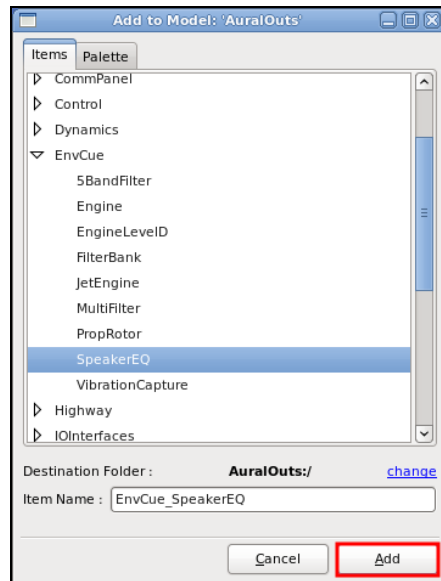 Add to Model: 'AuralOuts'
Items Palette
CommPanel
Control
Dynamics
EnvCue
5BandFilter
Engine
EngineLevelD
FilterBank
JetEngine
MultiFilter
PropRotor
SpeakerEQ
VibrationCapture
Highway
IOInterfaces
Destination Folder : AuralOuts:/ change
Item Name : EnvCue_SpeakerEQ
Cancel Add